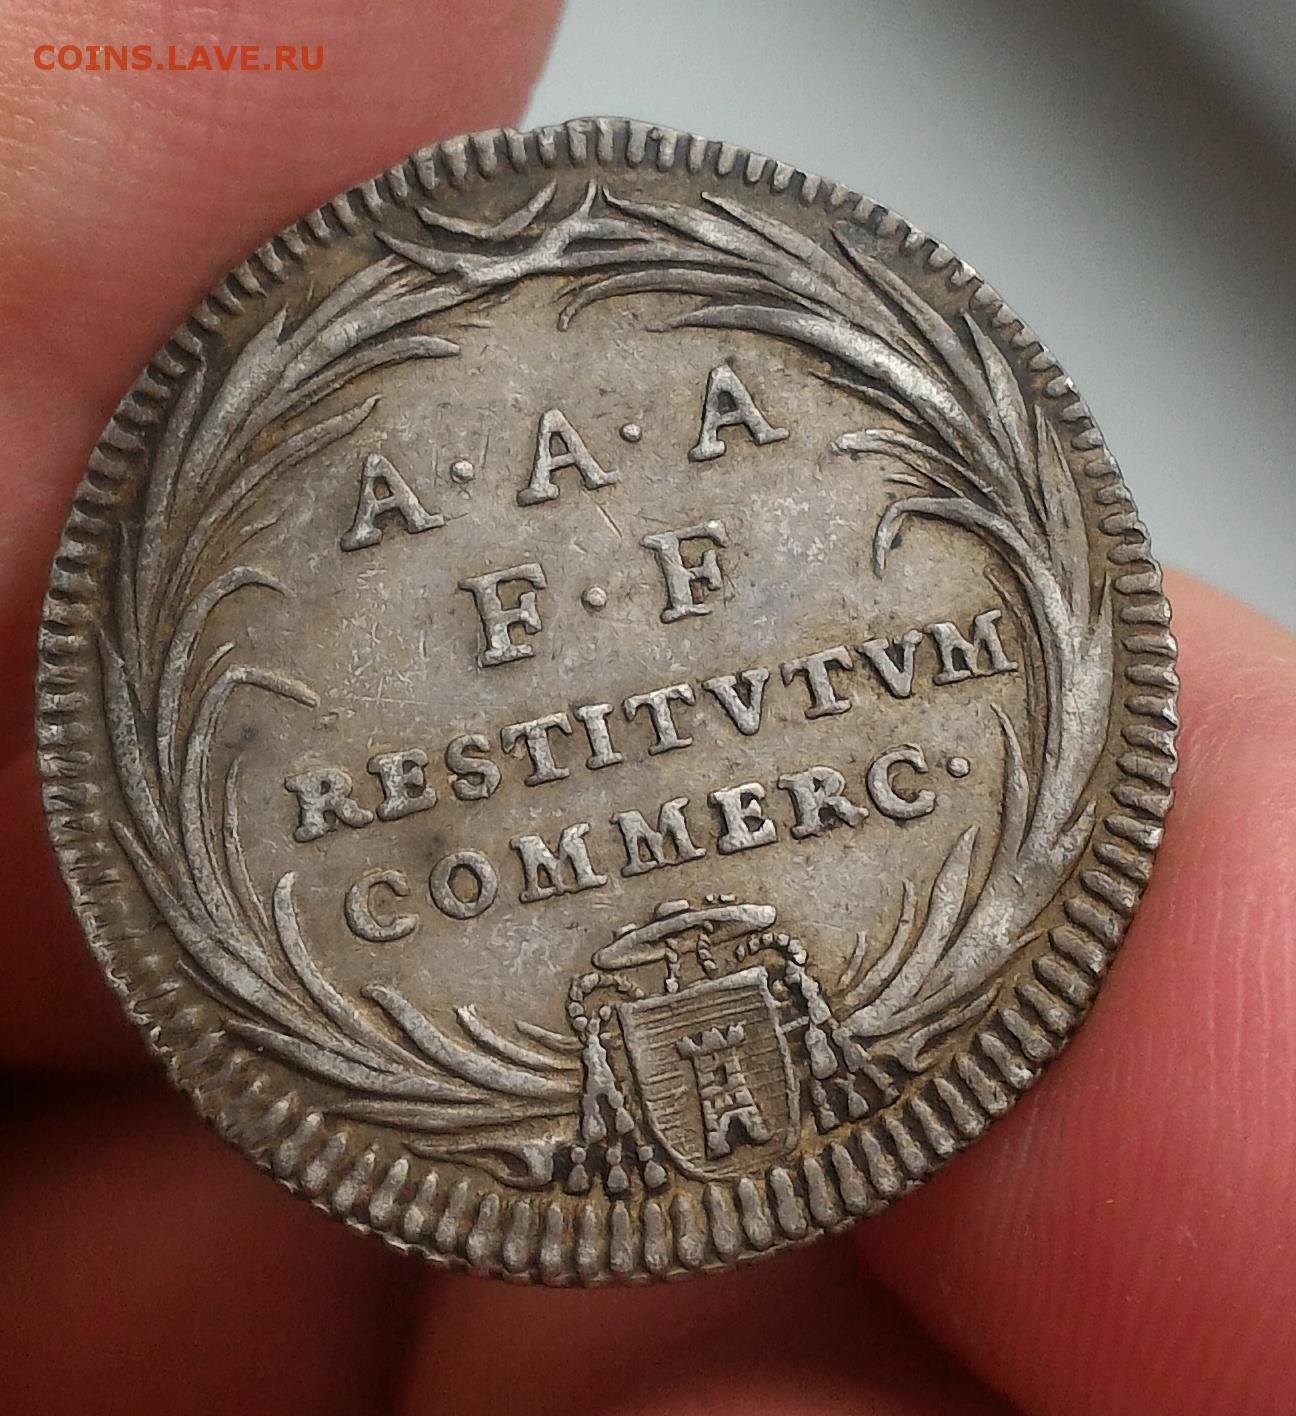 COINS.LAVE.RU
A·A·A
F·F
RESTITVTVM
COMMERC·